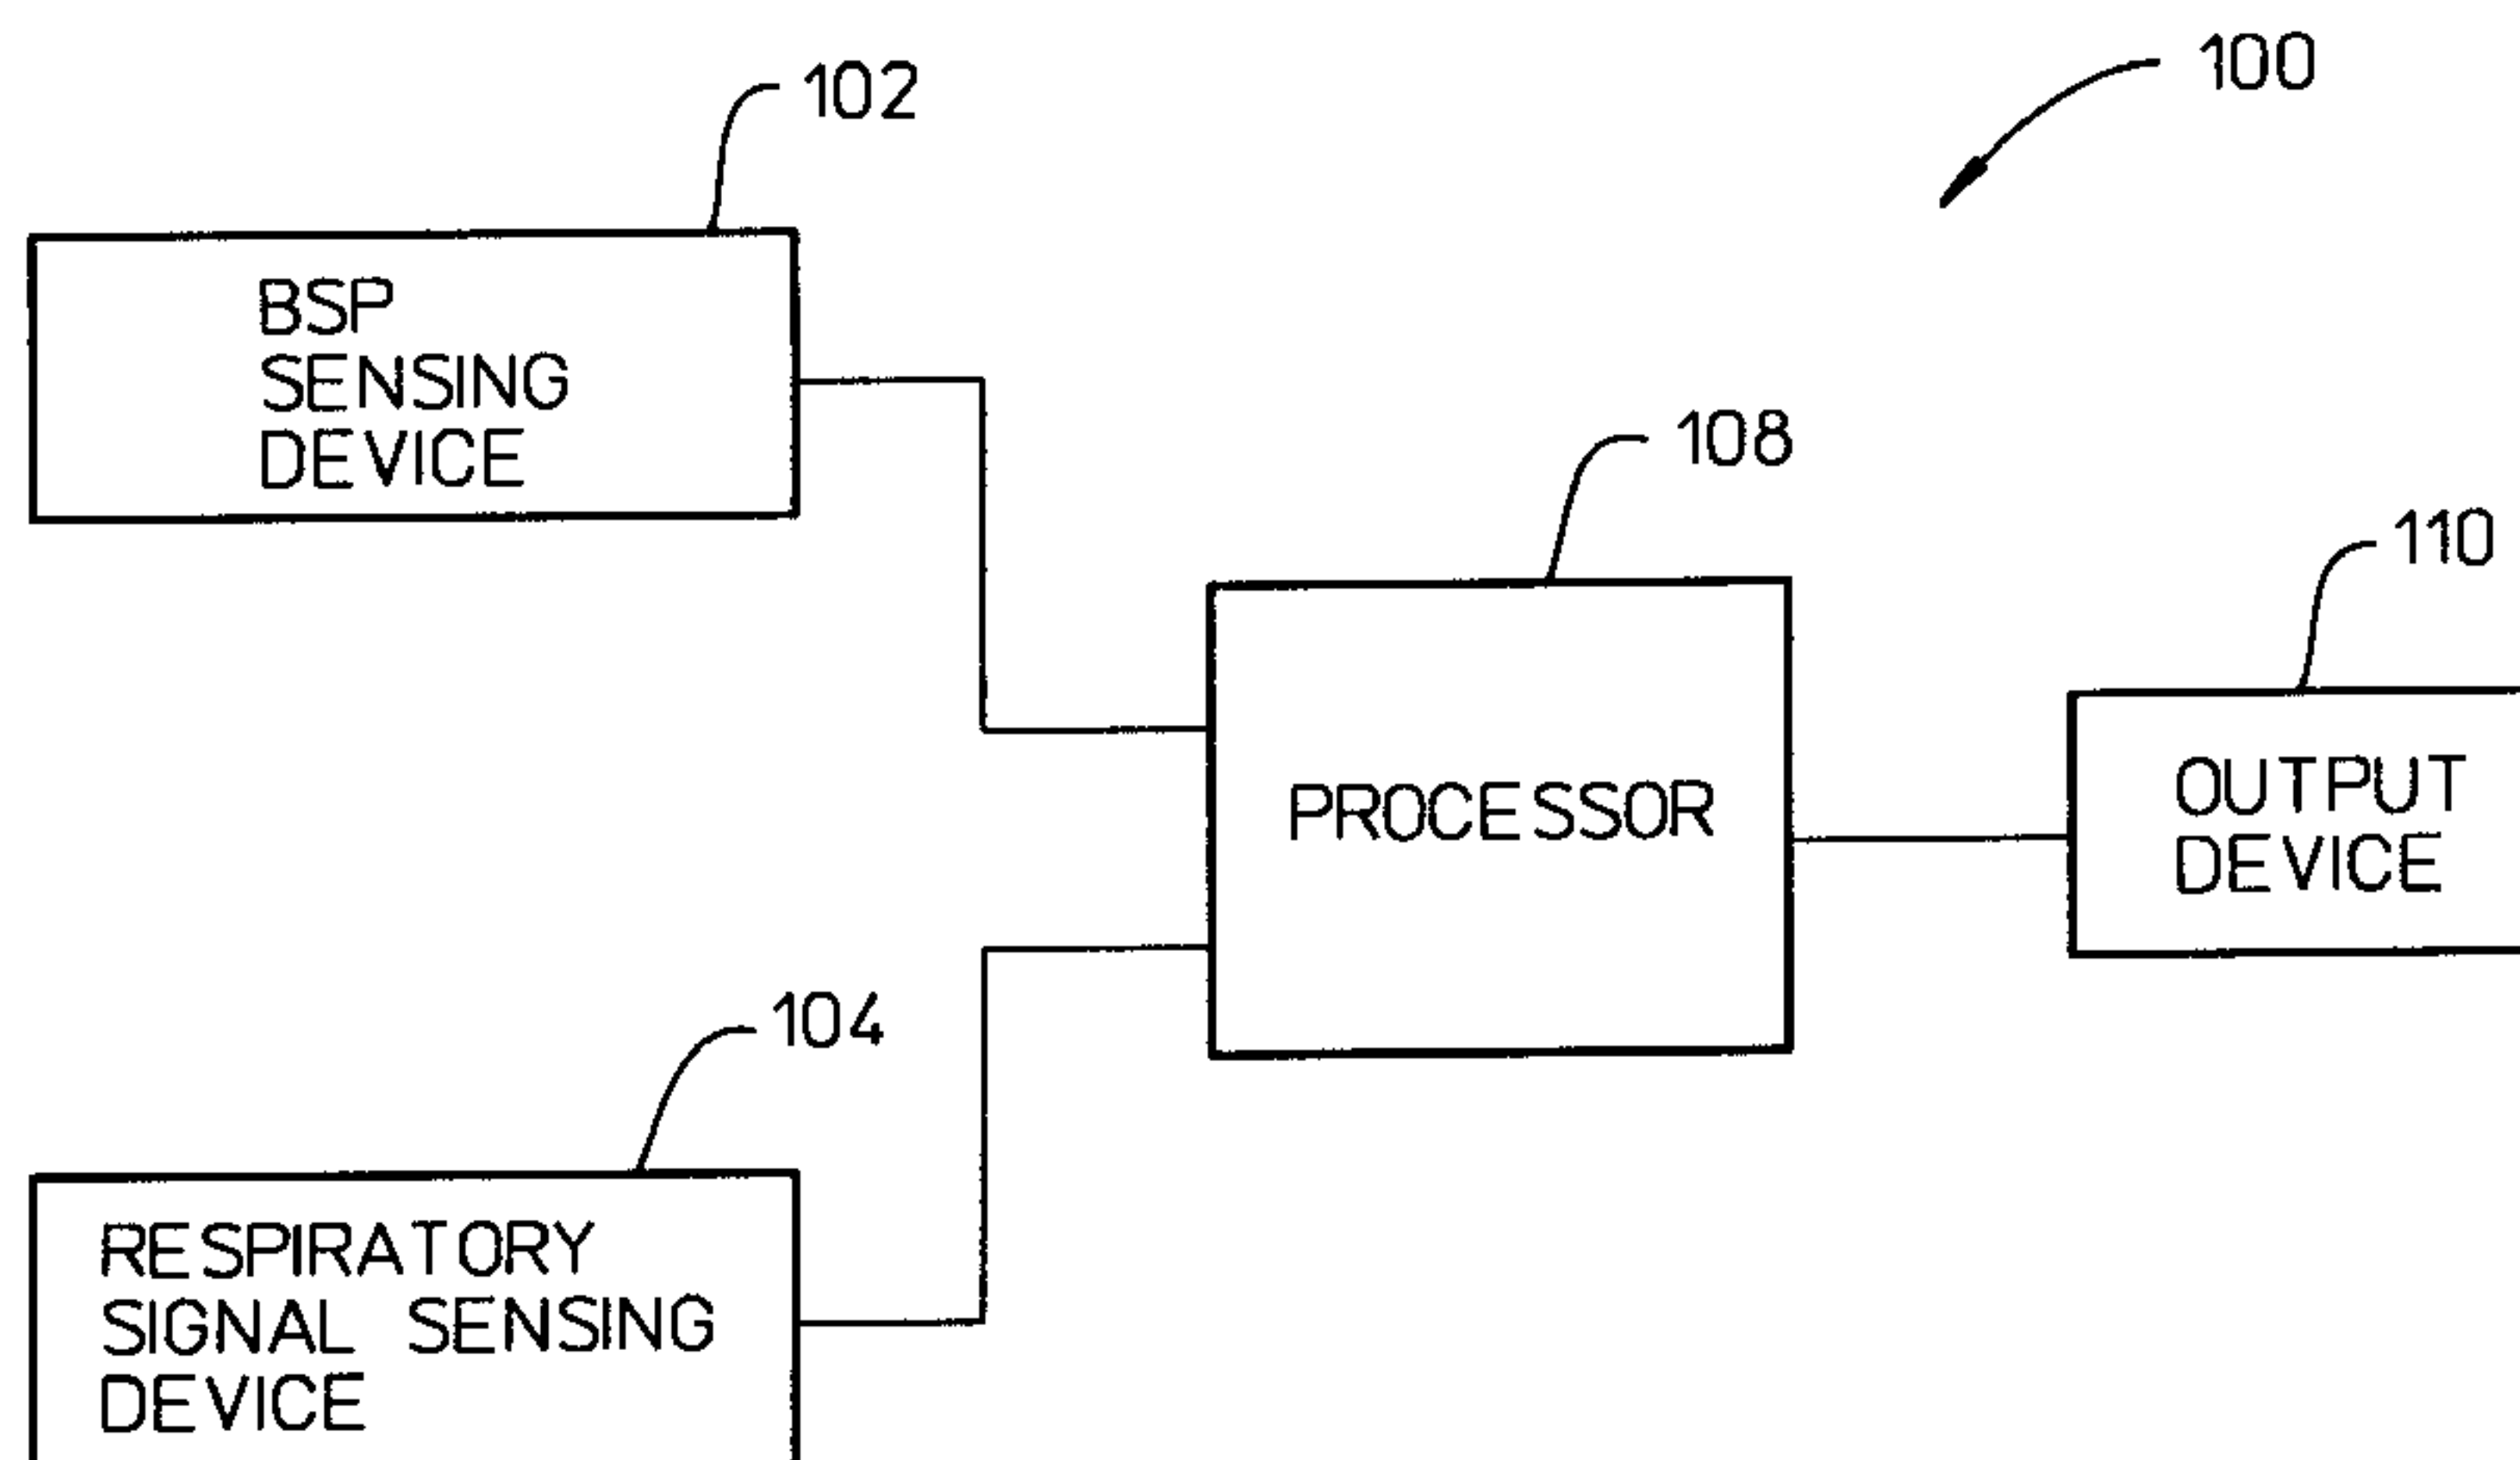 100
102
BSP
SENSING
DEVICE
108
PROCESSOR
110
OUTPUT
DEVICE
104
RESPIRATORY
SIGNAL SENSING
DEVICE